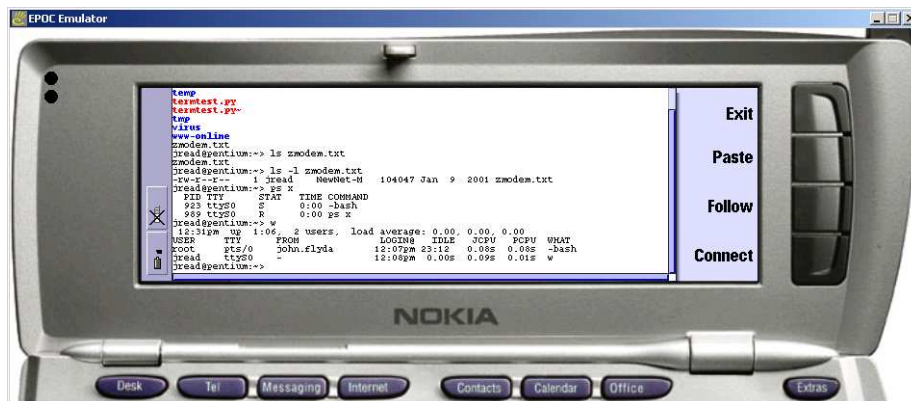 EPOC Emulator
temp
termtest.py
termtest.py~
tmp
virus
www-online
zmodem.txt
jread@pentium:~> ls zmodem.txt
zmodem.txt
jread@pentium:~> ls -l zmodem.txt
-rw-r--r-- 1 jread NewNet-M 104047 Jan 9 2001 zmodem.txt
jread@pentium:~> ps x
PID TTY STAT TIME COMMAND
923 ttyS0 S 0:00 -bash
989 ttyS0 R 0:00 ps x
jread@pentium:~> w
12:31pm up 1:06, 2 users, load average: 0.00, 0.00, 0.00
USER TTY FROM LOGIN@ IDLE JCPU PCPU WHAT
root pts/0 john.flyda 12:07pm 23:12 0.08s 0.08s -bash
jread ttyS0 - 12:08pm 0.00s 0.09s 0.01s w
jread@pentium:~>
Exit
Paste
Follow
Connect
NOKIA
Desk
Tel
Messaging
Internet
Contacts
Calendar
Office
Extras